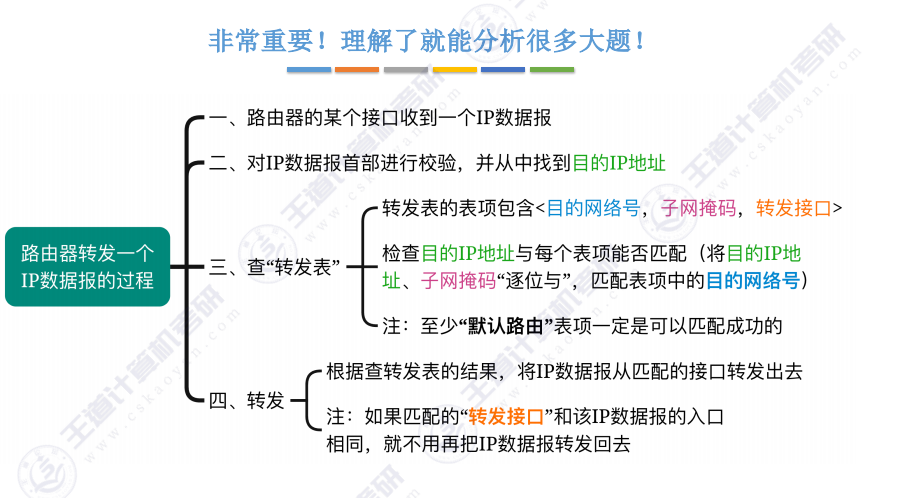 非常重要！理解了就能分析很多大题！
路由器转发一个
IP数据报的过程
一、路由器的某个接口收到一个IP数据报
二、对IP数据报首部进行校验，并从中找到目的IP地址
三、查“转发表”
转发表的表项包含<目的网络号，子网掩码，转发接口>
检查目的IP地址与每个表项能否匹配（将目的IP地
址、子网掩码“逐位与”，匹配表项中的目的网络号）
注：至少“默认路由”表项一定是可以匹配成功的
四、转发
根据查转发表的结果，将IP数据报从匹配的接口转发出去
注：如果匹配的“转发接口”和该IP数据报的入口
相同，就不用再把IP数据报转发回去
王道计算机考研
www.cskaoyan.com